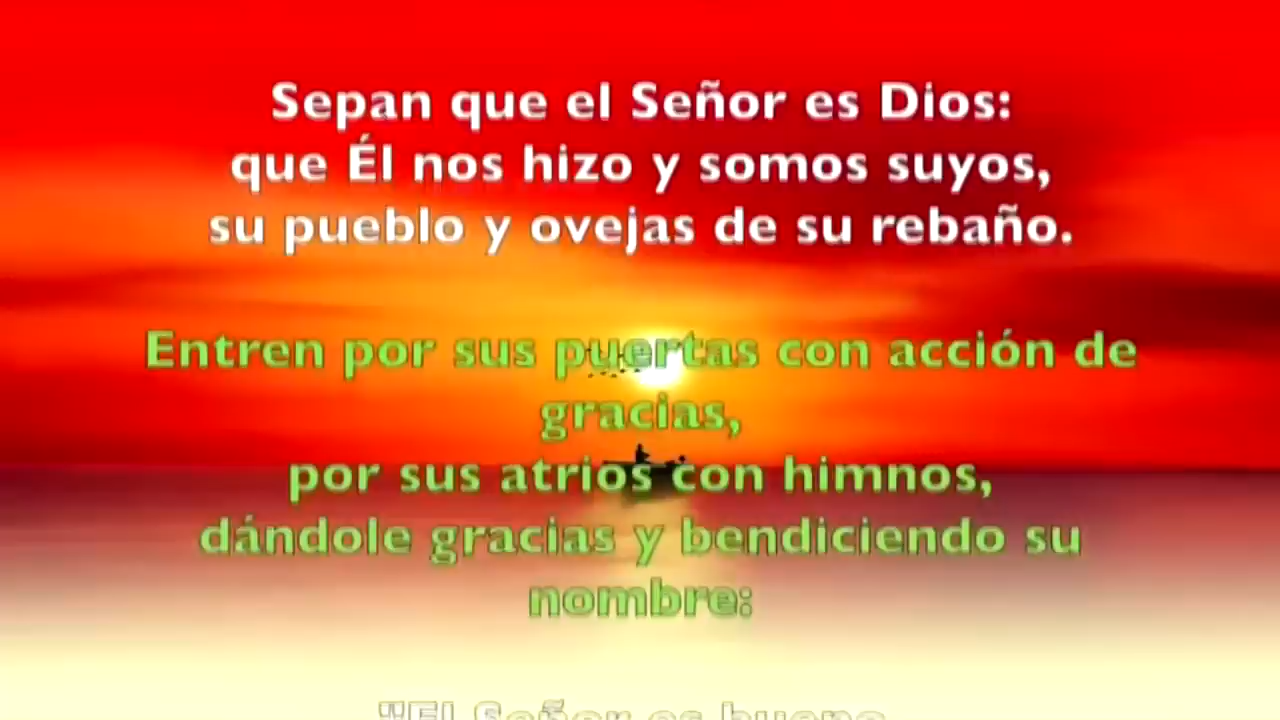 Sepan que el Señor es Dios:
que Él nos hizo y somos suyos,
su pueblo y ovejas de su rebaño.
Entren por sus puertas con acción de
gracias,
por sus atrios con himnos,
dándole gracias y bendiciendo su
nombre:
"El Señor es bueno